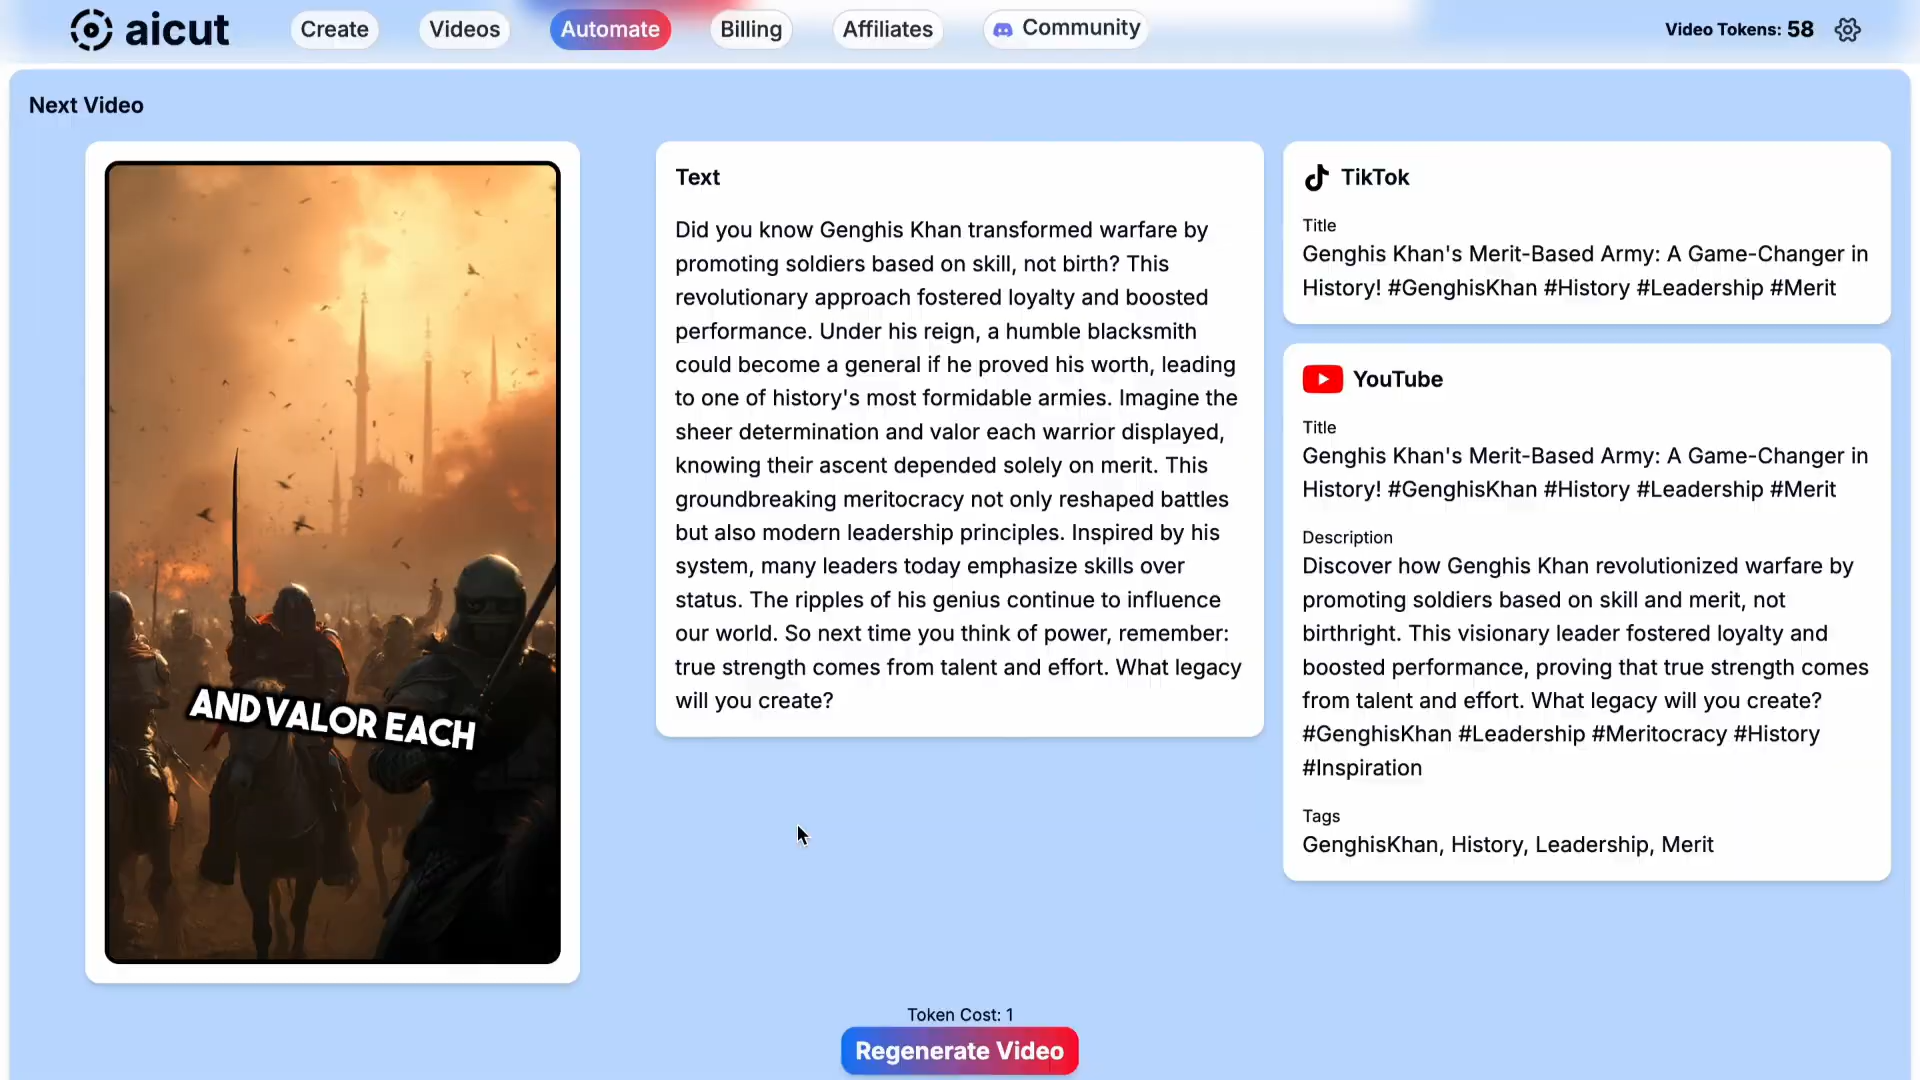 aicut
Create
Videos
Automate
Billing
Affiliates
Community
Video Tokens: 58
Next Video
AND VALOR EACH
Text
Did you know Genghis Khan transformed warfare by
promoting soldiers based on skill, not birth? This
revolutionary approach fostered loyalty and boosted
performance. Under his reign, a humble blacksmith
could become a general if he proved his worth, leading
to one of history's most formidable armies. Imagine the
sheer determination and valor each warrior displayed,
knowing their ascent depended solely on merit. This
groundbreaking meritocracy not only reshaped battles
but also modern leadership principles. Inspired by his
system, many leaders today emphasize skills over
status. The ripples of his genius continue to influence
our world. So next time you think of power, remember:
true strength comes from talent and effort. What legacy
will you create?
TikTok
Title
Genghis Khan's Merit-Based Army: A Game-Changer in
History! #GenghisKhan #History #Leadership #Merit
YouTube
Title
Genghis Khan's Merit-Based Army: A Game-Changer in
History! #GenghisKhan #History #Leadership #Merit
Description
Discover how Genghis Khan revolutionized warfare by
promoting soldiers based on skill and merit, not
birthright. This visionary leader fostered loyalty and
boosted performance, proving that true strength comes
from talent and effort. What legacy will you create?
#GenghisKhan #Leadership #Meritocracy #History
#Inspiration
Tags
GenghisKhan, History, Leadership, Merit
Token Cost: 1
Regenerate Video